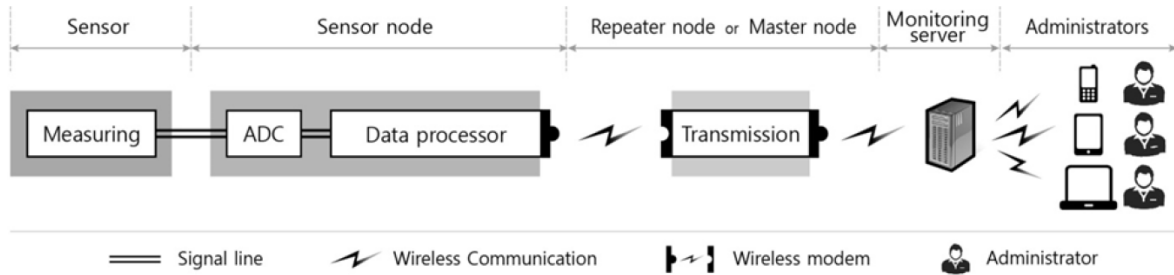 Sensor
Sensor node
Repeater node or Master node
Monitoring
server
Administrators
Measuring
ADC
Data processor
Transmission
Signal line
Wireless Communication
Wireless modem
Administrator